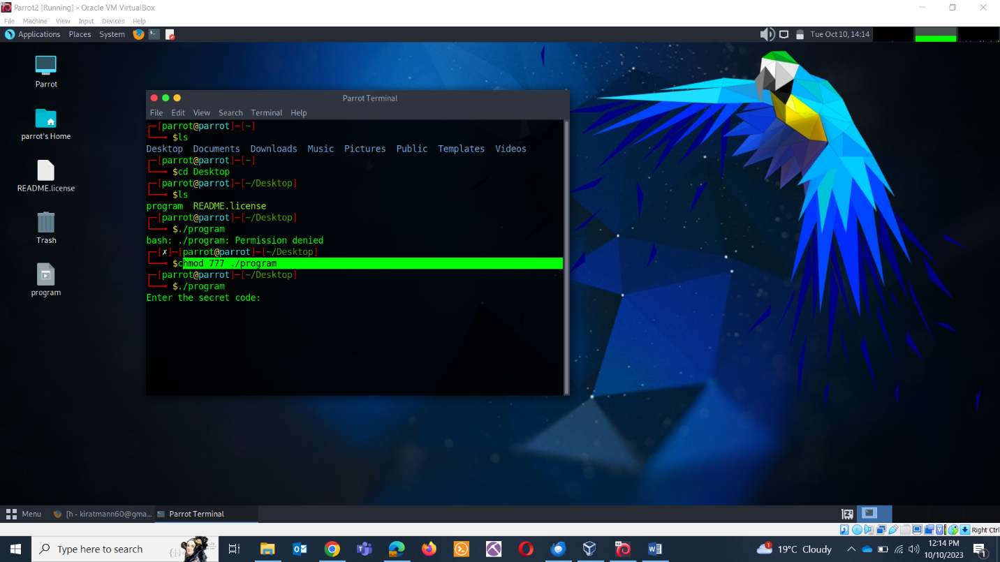 Parrot2 [Running] - Oracle VM VirtualBox
File Machine View Input Devices Help
Applications Places System
Tue Oct 10, 14:14
Parrot
parrot's Home
README.license
Trash
program
Parrot Terminal
File Edit View Search Terminal Help
┌─[parrot@parrot]─[~]
└──╼ $ls
Desktop Documents Downloads Music Pictures Public Templates Videos
┌─[parrot@parrot]─[~]
└──╼ $cd Desktop
┌─[parrot@parrot]─[~/Desktop]
└──╼ $ls
program README.license
┌─[parrot@parrot]─[~/Desktop]
└──╼ $./program
bash: ./program: Permission denied
┌─[✗]─[parrot@parrot]─[~/Desktop]
└──╼ $chmod 777 ./program
┌─[parrot@parrot]─[~/Desktop]
└──╼ $./program
Enter the secret code:
Menu
[h - kiratmann60@gma...
Parrot Terminal
Right Ctrl
Type here to search
1
19°C Cloudy
12:14 PM
10/10/2023
1